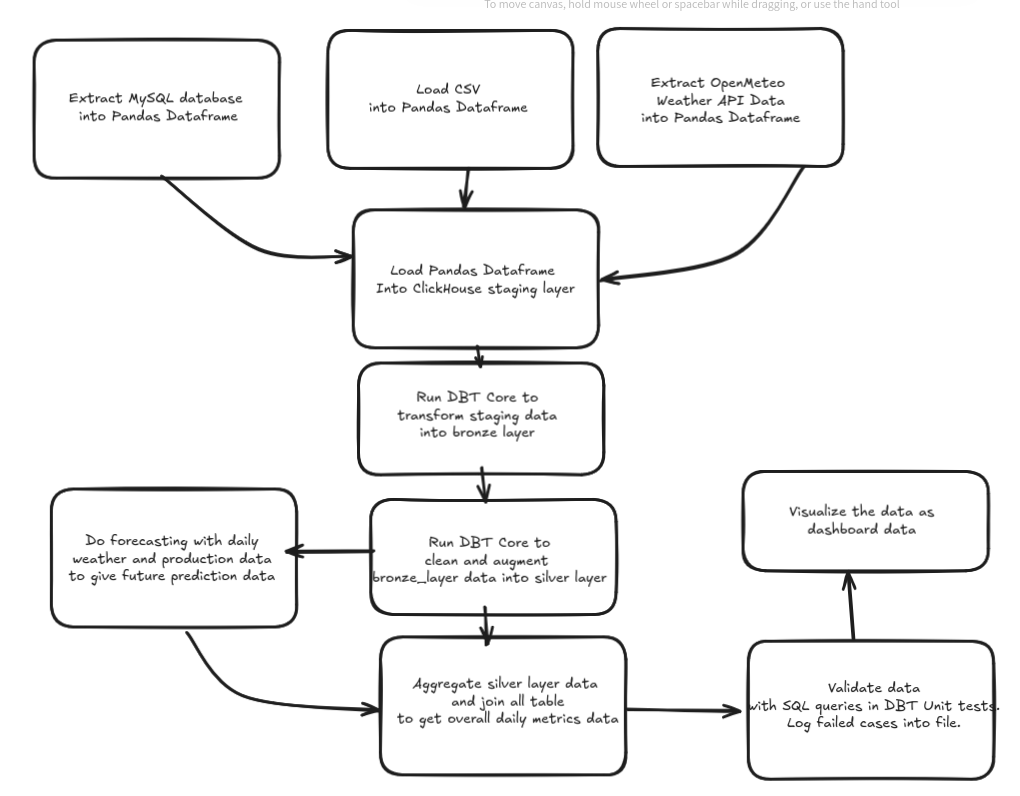 To move canvas, hold mouse wheel or spacebar while dragging, or use the hand tool
Extract MySQL database
into Pandas Dataframe
Load CSV
into Pandas Dataframe
Extract OpenMeteo
Weather API Data
into Pandas Dataframe
Load Pandas Dataframe
Into ClickHouse staging layer
Run DBT Core to
transform staging data
into bronze layer
Do forecasting with daily
weather and production data
to give future prediction data
Run DBT Core to
clean and augment
bronze_layer data into silver layer
Visualize the data as
dashboard data
Aggregate silver layer data
and join all table
to get overall daily metrics data
Validate data
with SQL queries in DBT Unit tests.
Log failed cases into file.